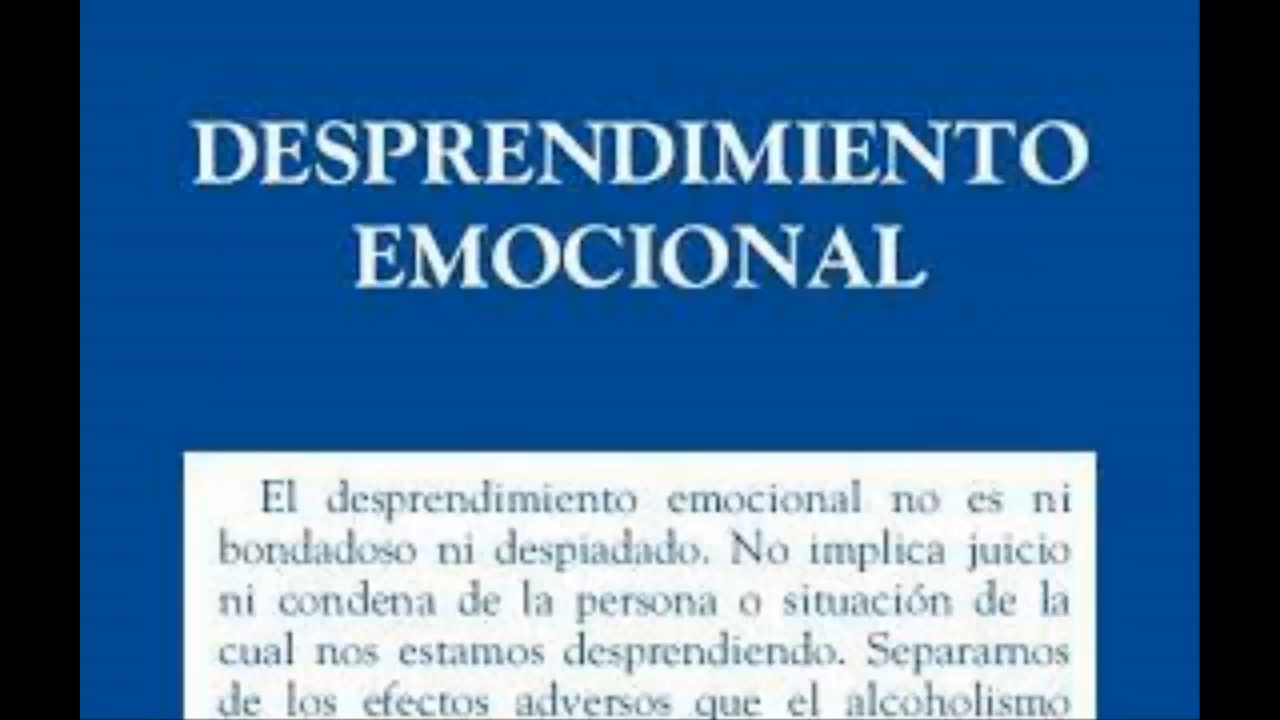 DESPRENDIMIENTO
EMOCIONAL
El desprendimiento emocional no es ni
bondadoso ni despiadado. No implica juicio
ni condena de la persona o situación de la
cual nos estamos desprendiendo. Separarnos
de los efectos adversos que el alcoholismo